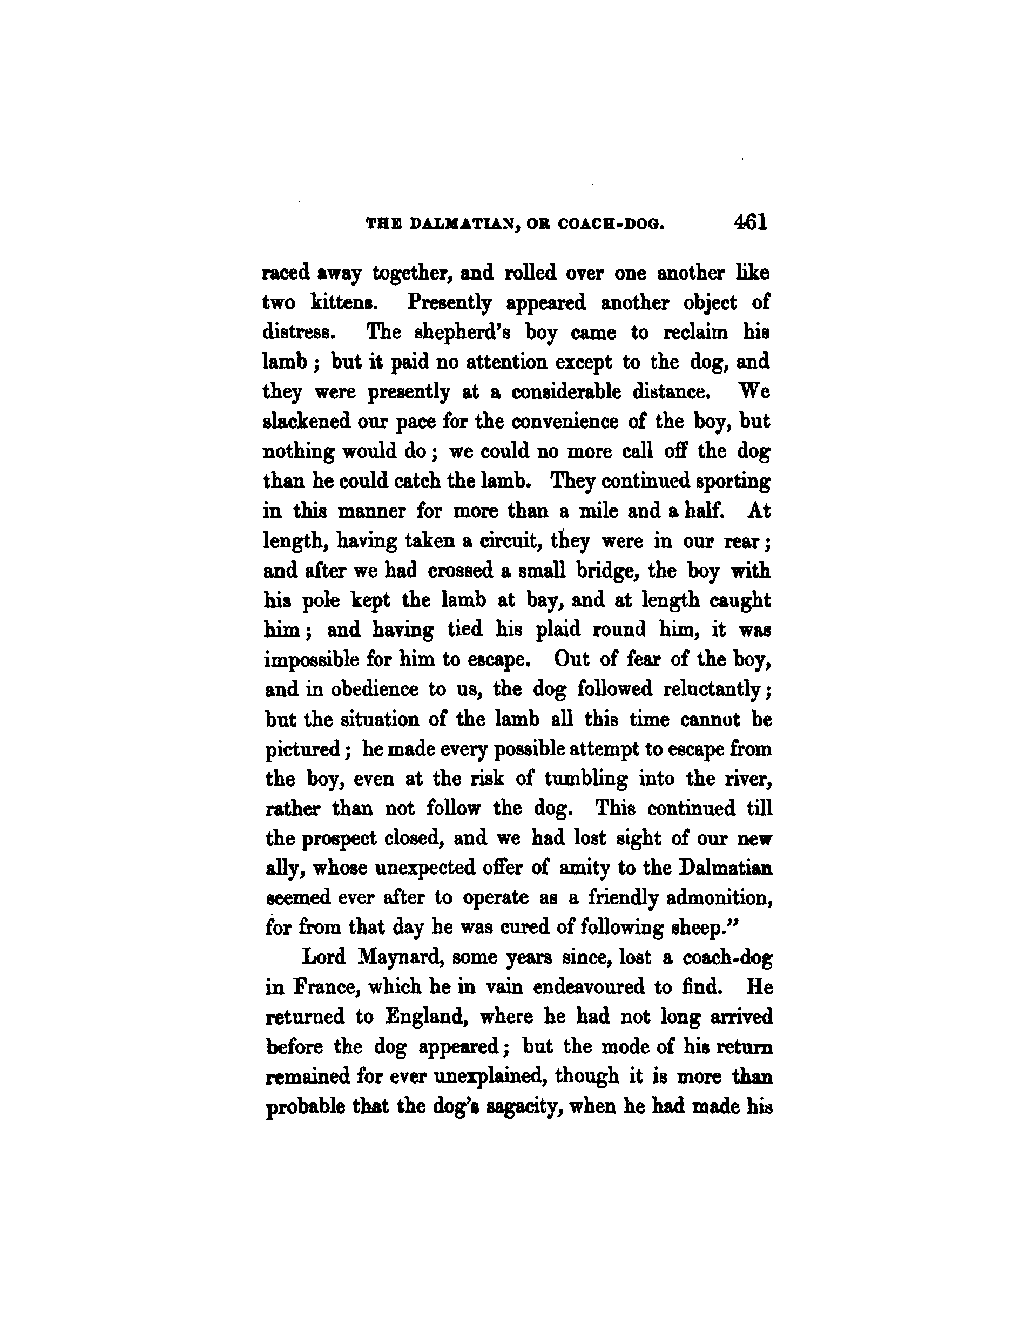 THE DALMATIAN, OR COACH-DOG. 461
raced away together, and rolled over one another like
two kittens. Presently appeared another object of
distress. The shepherd's boy came to reclaim his
lamb; but it paid no attention except to the dog, and
they were presently at a considerable distance. We
slackened our pace for the convenience of the boy, but
nothing would do; we could no more call off the dog
than he could catch the lamb. They continued sporting
in this manner for more than a mile and a half. At
length, having taken a circuit, they were in our rear;
and after we had crossed a small bridge, the boy with
his pole kept the lamb at bay, and at length caught
him; and having tied his plaid round him, it was
impossible for him to escape. Out of fear of the boy,
and in obedience to us, the dog followed reluctantly;
but the situation of the lamb all this time cannot be
pictured; he made every possible attempt to escape from
the boy, even at the risk of tumbling into the river,
rather than not follow the dog. This continued till
the prospect closed, and we had lost sight of our new
ally, whose unexpected offer of amity to the Dalmatian
seemed ever after to operate as a friendly admonition,
for from that day he was cured of following sheep."
Lord Maynard, some years since, lost a coach-dog
in France, which he in vain endeavoured to find. He
returned to England, where he had not long arrived
before the dog appeared; but the mode of his return
remained for ever unexplained, though it is more than
probable that the dog's sagacity, when he had made his